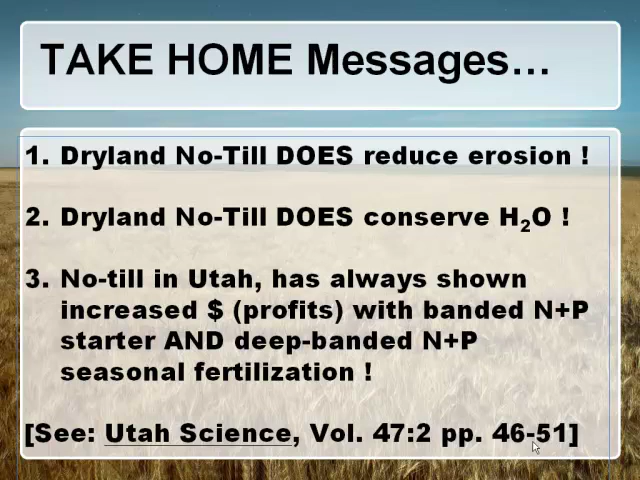 TAKE HOME Messages…
1. Dryland No-Till DOES reduce erosion !
2. Dryland No-Till DOES conserve H₂O !
3. No-till in Utah, has always shown
increased $ (profits) with banded N+P
starter AND deep-banded N+P
seasonal fertilization !
[See: Utah Science, Vol. 47:2 pp. 46-51]